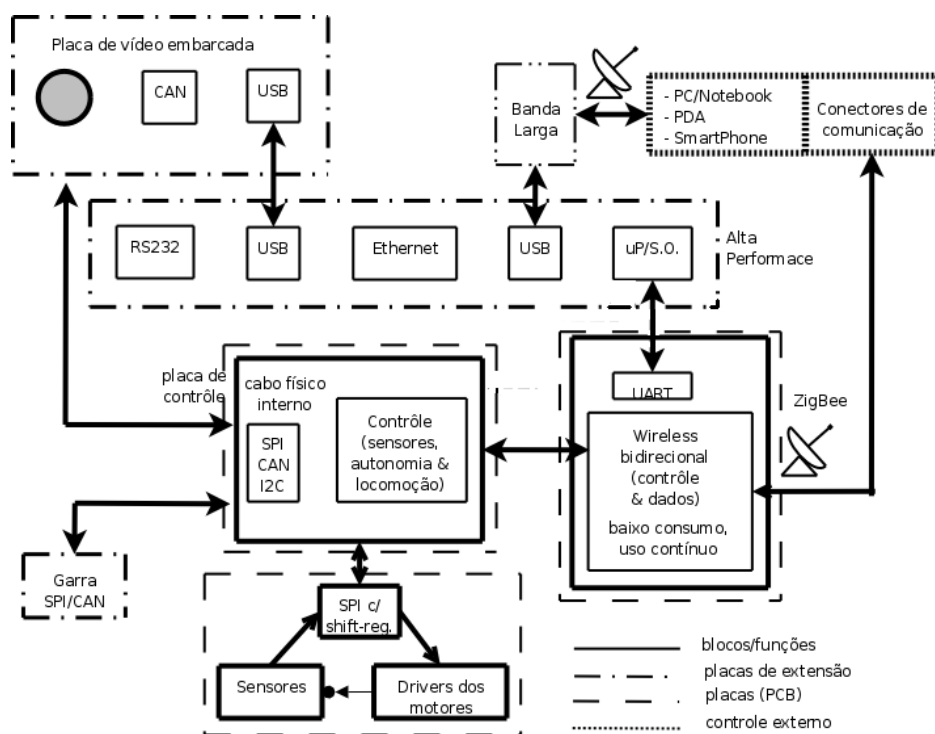 Placa de vídeo embarcada
CAN
USB
Banda
Larga
- PC/Notebook
- PDA
- SmartPhone
Conectores de
comunicação
RS232
USB
Ethernet
USB
uP/S.O.
Alta
Performace
placa de
contrôle
cabo físico
interno
SPI
CAN
I2C
Contrôle
(sensores,
autonomia &
locomoção)
UART
Wireless
bidirecional
(contrôle
& dados)
baixo consumo,
uso contínuo
ZigBee
Garra
SPI/CAN
SPI c/
shift-reg.
Sensores
Drivers dos
motores
blocos/funções
placas de extensão
placas (PCB)
controle externo